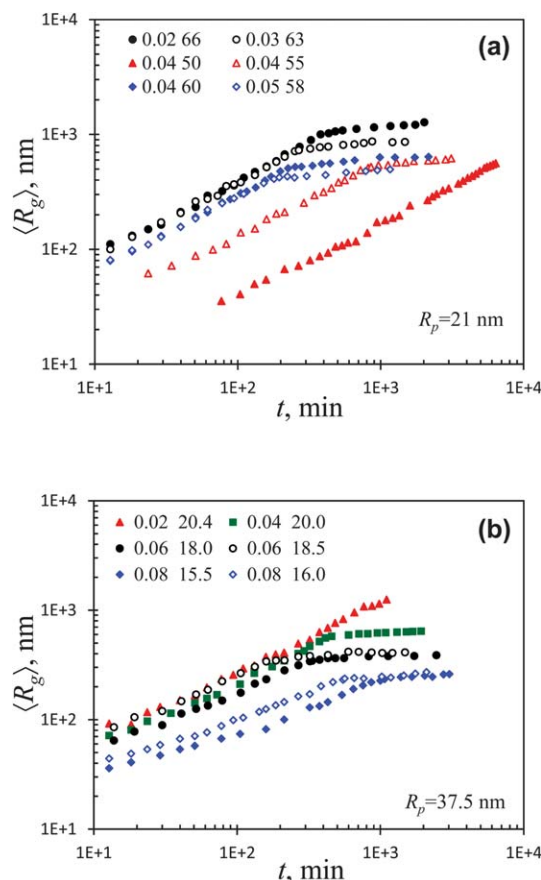 1E+4
(a)
0.02 66 0.03 63
0.04 50 0.04 55
0.04 60 0.05 58
1E+3
⟨Rg⟩, nm
1E+2
Rp=21 nm
1E+1
1E+1 1E+2 1E+3 1E+4
t, min
1E+4
(b)
0.02 20.4 0.04 20.0
0.06 18.0 0.06 18.5
0.08 15.5 0.08 16.0
1E+3
⟨Rg⟩, nm
1E+2
Rp=37.5 nm
1E+1
1E+1 1E+2 1E+3 1E+4
t, min